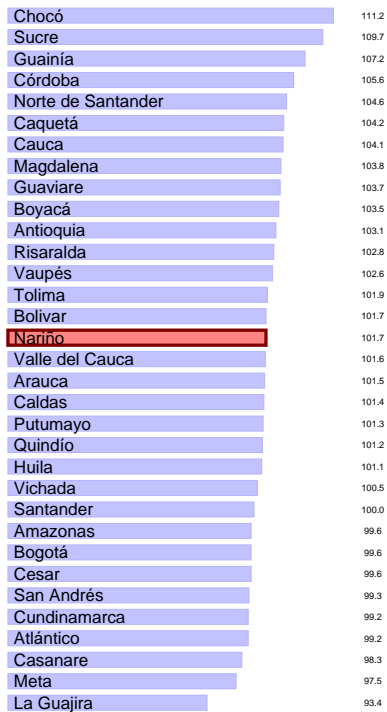 Chocó 111.2
Sucre 109.7
Guainía 107.2
Córdoba 105.6
Norte de Santander 104.6
Caquetá 104.2
Cauca 104.1
Magdalena 103.8
Guaviare 103.7
Boyacá 103.5
Antioquia 103.1
Risaralda 102.8
Vaupés 102.6
Tolima 101.9
Bolivar 101.7
Nariño 101.7
Valle del Cauca 101.6
Arauca 101.5
Caldas 101.4
Putumayo 101.3
Quindío 101.2
Huila 101.1
Vichada 100.5
Santander 100.0
Amazonas 99.6
Bogotá 99.6
Cesar 99.6
San Andrés 99.3
Cundinamarca 99.2
Atlántico 99.2
Casanare 98.3
Meta 97.5
La Guajira 93.4